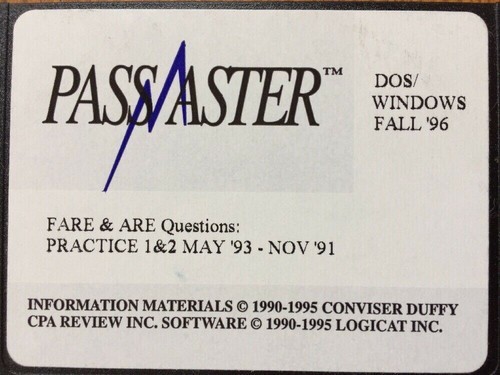 PASSMASTER™
DOS/
WINDOWS
FALL '96
FARE & ARE Questions:
PRACTICE 1&2 MAY '93 - NOV '91
INFORMATION MATERIALS © 1990-1995 CONVISER DUFFY
CPA REVIEW INC. SOFTWARE © 1990-1995 LOGICAT INC.